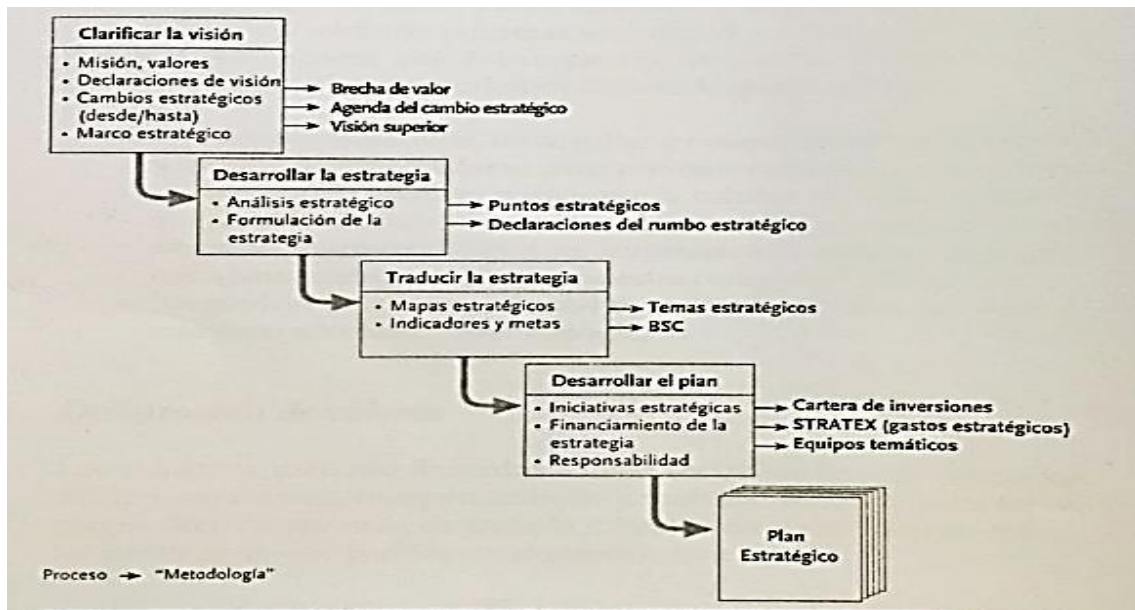 Clarificar la visión
• Misión, valores
• Declaraciones de visión
• Cambios estratégicos
(desde/hasta)
• Marco estratégico
Brecha de valor
Agenda del cambio estratégico
Visión superior
Desarrollar la estrategia
• Análisis estratégico
• Formulación de la
estrategia
Puntos estratégicos
Declaraciones del rumbo estratégico
Traducir la estrategia
• Mapas estratégicos
• Indicadores y metas
Temas estratégicos
BSC
Desarrollar el plan
• Iniciativas estratégicas
• Financiamiento de la
estrategia
• Responsabilidad
Cartera de inversiones
STRATEX (gastos estratégicos)
Equipos temáticos
Plan
Estratégico
Proceso → "Metodología"